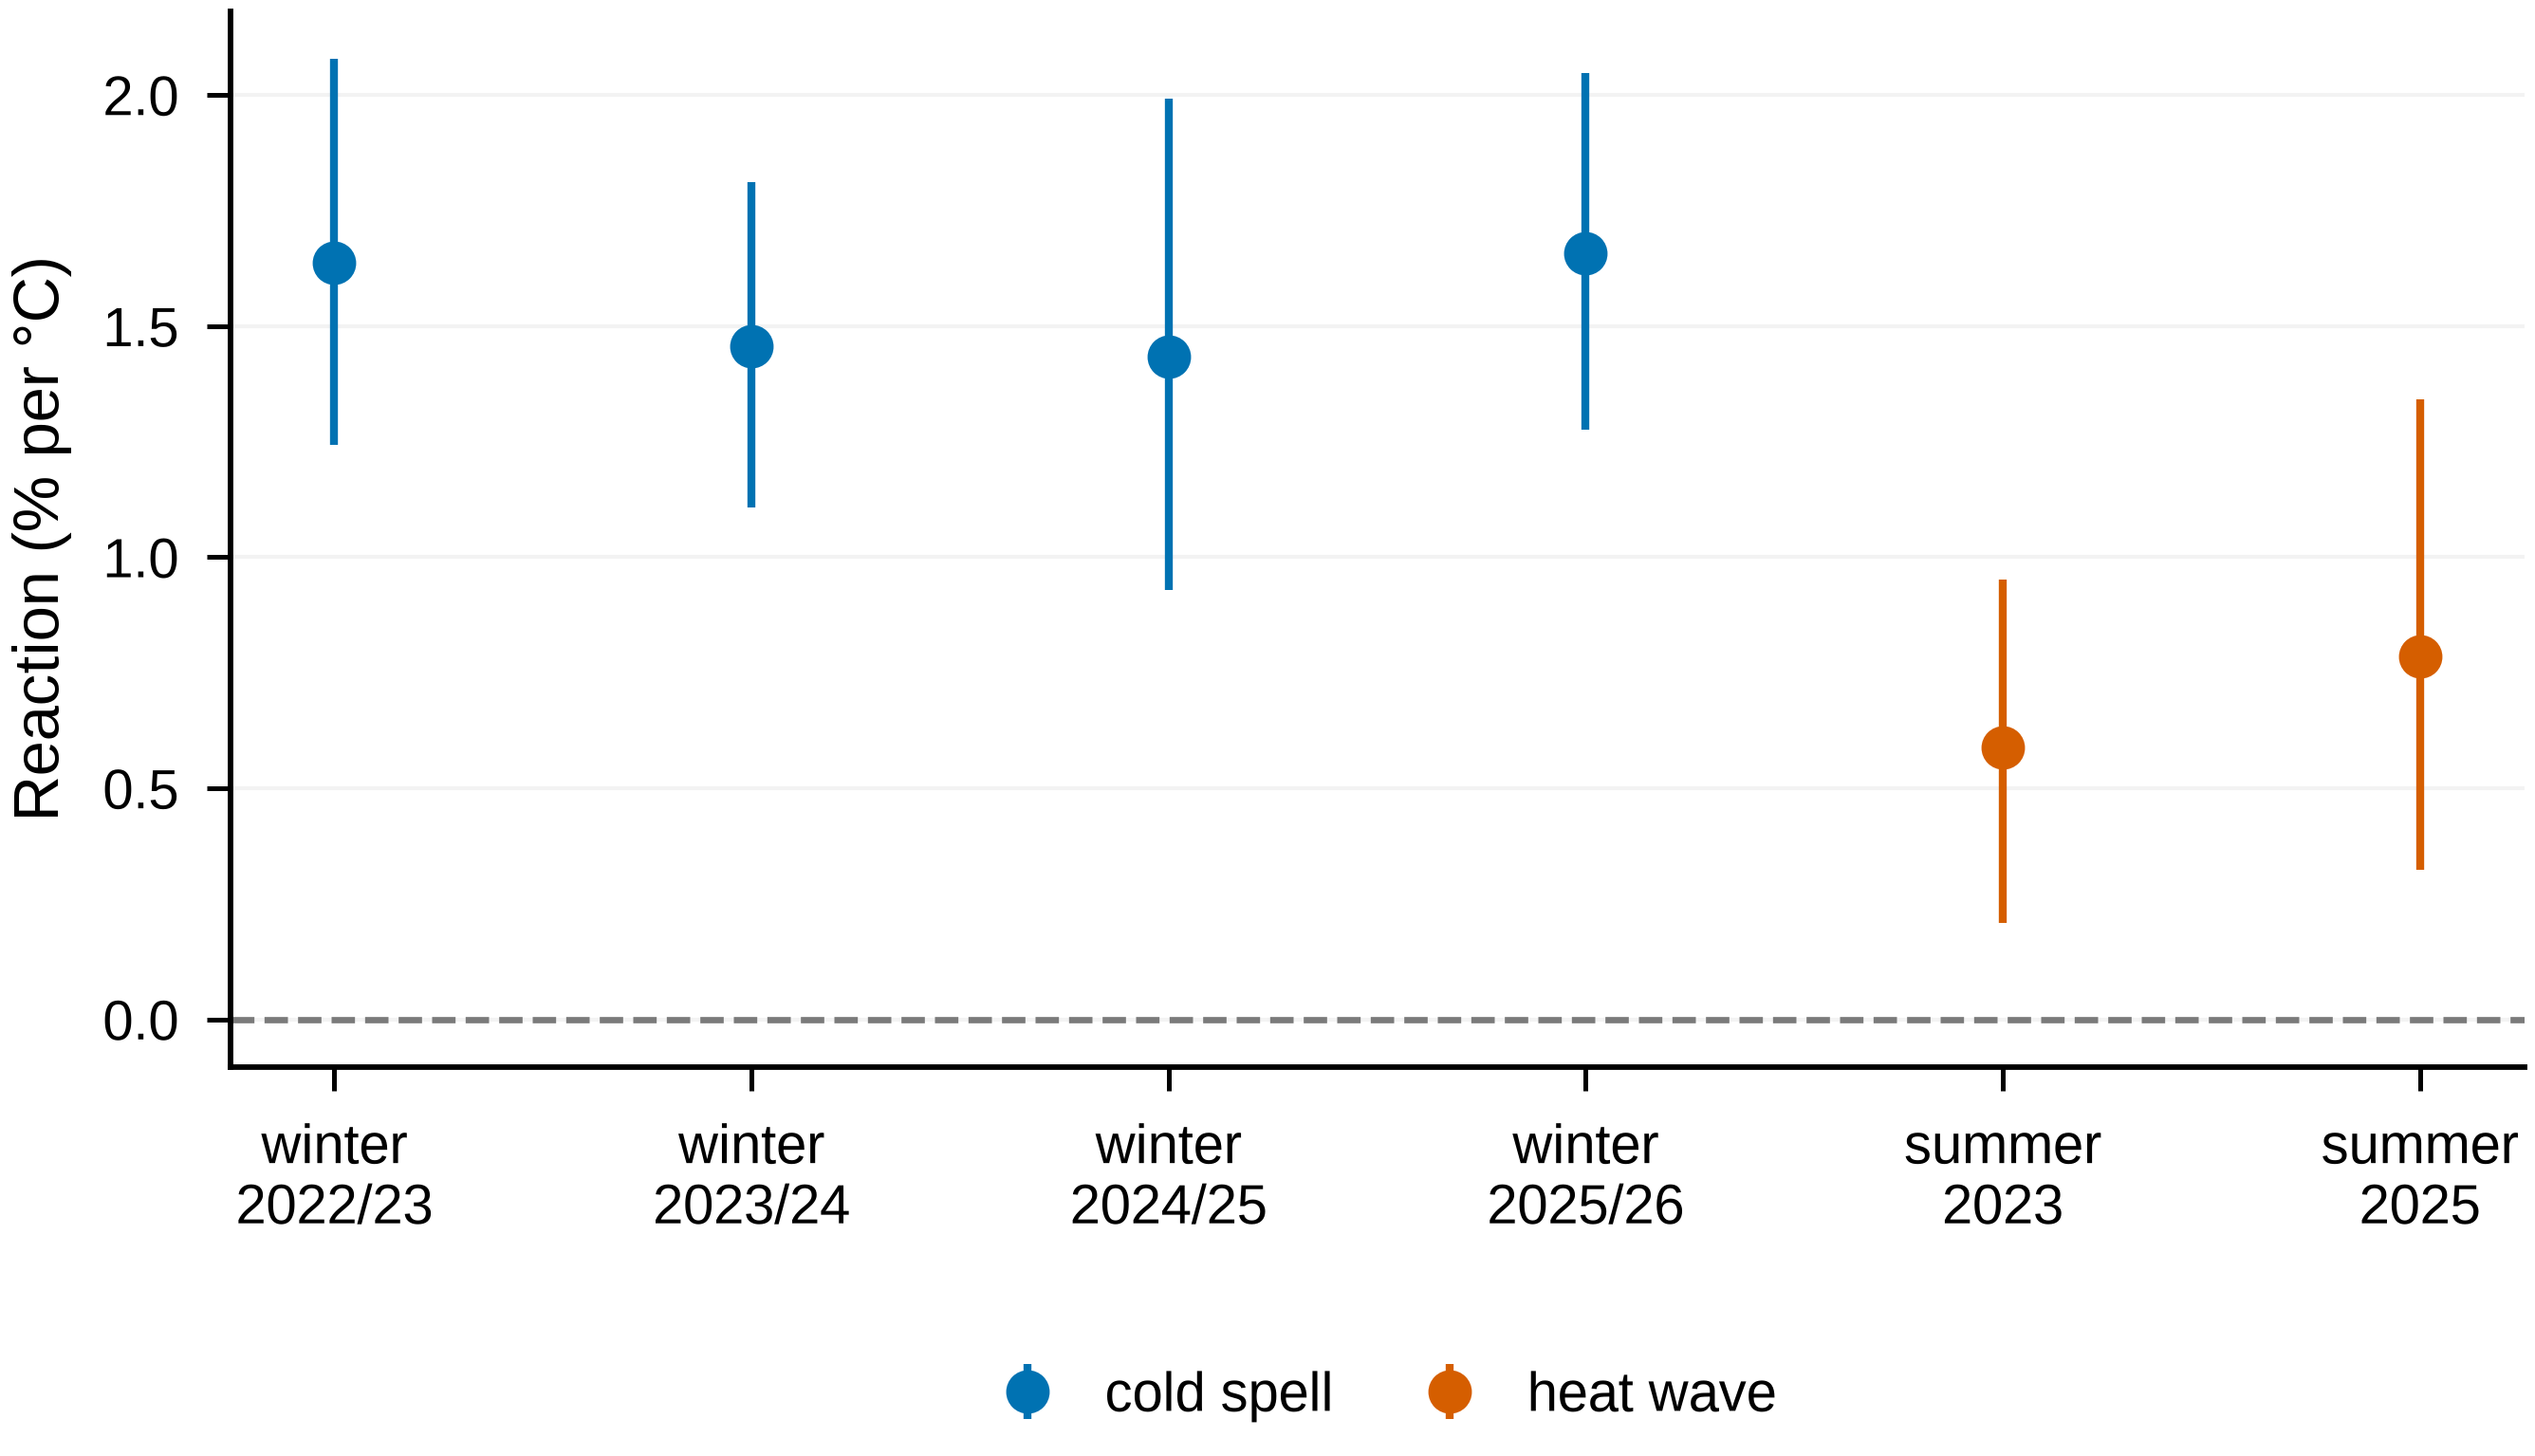 Reaction (% per °C)
2.0
1.5
1.0
0.5
0.0
winter
2022/23
winter
2023/24
winter
2024/25
winter
2025/26
summer
2023
summer
2025
cold spell
heat wave